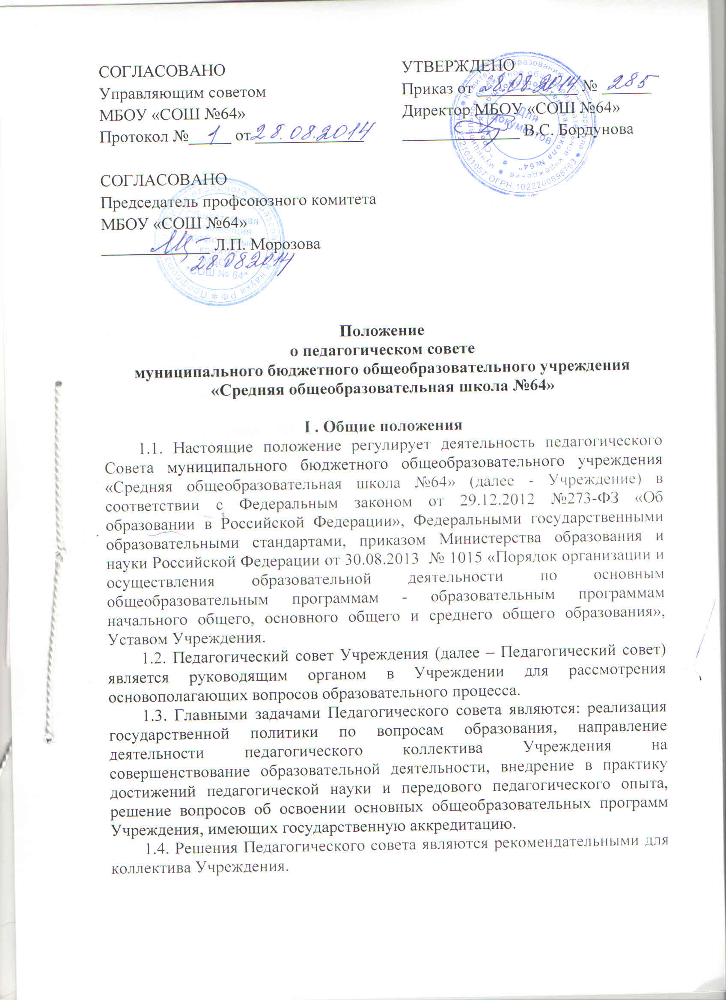 СОГЛАСОВАНО
Управляющим советом
МБОУ «СОШ №64»
Протокол № 1 от 28.08.2014
УТВЕРЖДЕНО
Приказ от 28.08.2014 № 285
Директор МБОУ «СОШ №64»
В.С. Бордунова
Для
документов
ОГРН 1022200898763
СОГЛАСОВАНО
Председатель профсоюзного комитета
МБОУ «СОШ №64»
Л.П. Морозова
28.08.2014
"СОШ № 64"
Положение
о педагогическом совете
муниципального бюджетного общеобразовательного учреждения
«Средняя общеобразовательная школа №64»
I . Общие положения
1.1. Настоящие положение регулирует деятельность педагогического
Совета муниципального бюджетного общеобразовательного учреждения
«Средняя общеобразовательная школа №64» (далее - Учреждение) в
соответствии с Федеральным законом от 29.12.2012 №273-ФЗ «Об
образовании в Российской Федерации», Федеральными государственными
образовательными стандартами, приказом Министерства образования и
науки Российской Федерации от 30.08.2013 № 1015 «Порядок организации и
осуществления образовательной деятельности по основным
общеобразовательным программам - образовательным программам
начального общего, основного общего и среднего общего образования»,
Уставом Учреждения.
1.2. Педагогический совет Учреждения (далее – Педагогический совет)
является руководящим органом в Учреждении для рассмотрения
основополагающих вопросов образовательного процесса.
1.3. Главными задачами Педагогического совета являются: реализация
государственной политики по вопросам образования, направление
деятельности педагогического коллектива Учреждения на
совершенствование образовательной деятельности, внедрение в практику
достижений педагогической науки и передового педагогического опыта,
решение вопросов об освоении основных общеобразовательных программ
Учреждения, имеющих государственную аккредитацию.
1.4. Решения Педагогического совета являются рекомендательными для
коллектива Учреждения.